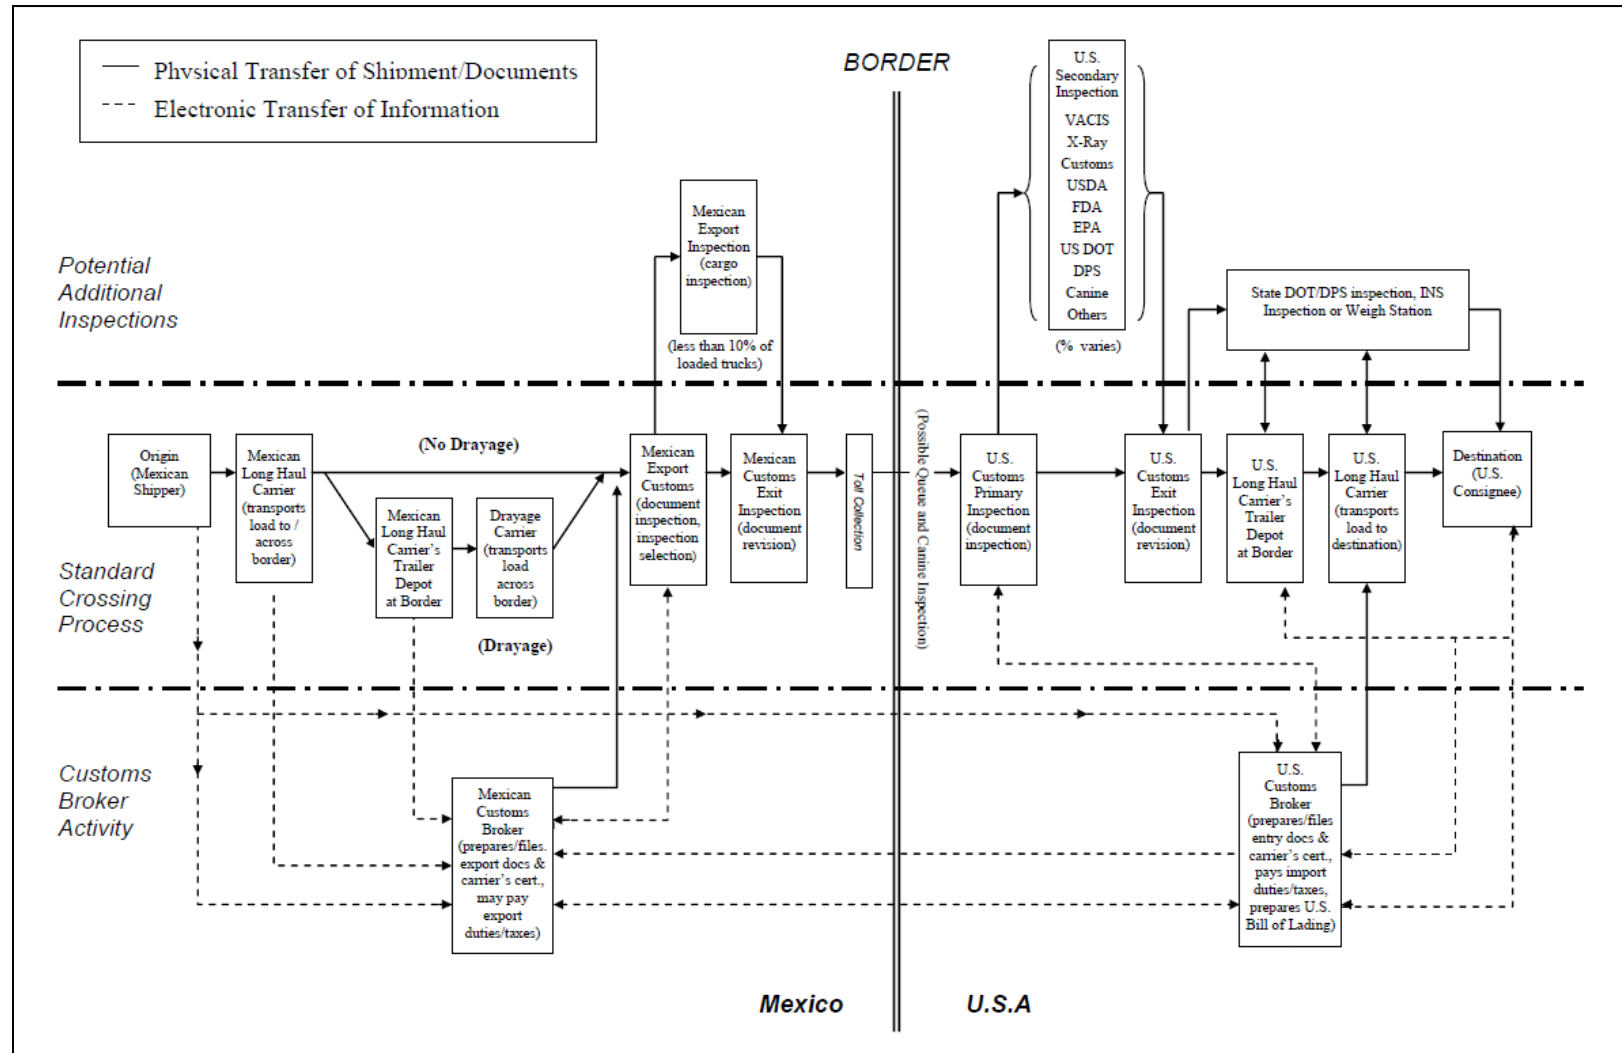 Physical Transfer of Shipment/Documents
Electronic Transfer of Information
BORDER
U.S.
Secondary
Inspection
VACIS
X-Ray
Customs
USDA
FDA
EPA
US DOT
DPS
Canine
Others
(% varies)
Potential
Additional
Inspections
Mexican
Export
Inspection
(cargo
inspection)
(less than 10% of
loaded trucks)
State DOT/DPS inspection, INS
Inspection or Weigh Station
Standard
Crossing
Process
Origin
(Mexican
Shipper)
Mexican
Long Haul
Carrier
(transports
load to /
across
border)
(No Drayage)
Mexican
Long Haul
Carrier's
Trailer
Depot
at Border
Drayage
Carrier
(transports
load
across
border)
(Drayage)
Mexican
Export
Customs
(document
inspection,
inspection
selection)
Mexican
Customs
Exit
Inspection
(document
revision)
Toll Collection
(Possible Queue and Canine Inspection)
U.S.
Customs
Primary
Inspection
(document
inspection)
U.S.
Customs
Exit
Inspection
(document
revision)
U.S.
Long Haul
Carrier's
Trailer
Depot
at Border
U.S.
Long Haul
Carrier
(transports
load to
destination)
Destination
(U.S.
Consignee)
Customs
Broker
Activity
Mexican
Customs
Broker
(prepares/files.
export docs &
carrier's cert.,
may pay
export
duties/taxes)
U.S.
Customs
Broker
(prepares/files
entry docs &
carrier's cert.,
pays import
duties/taxes,
prepares U.S.
Bill of Lading)
Mexico
U.S.A